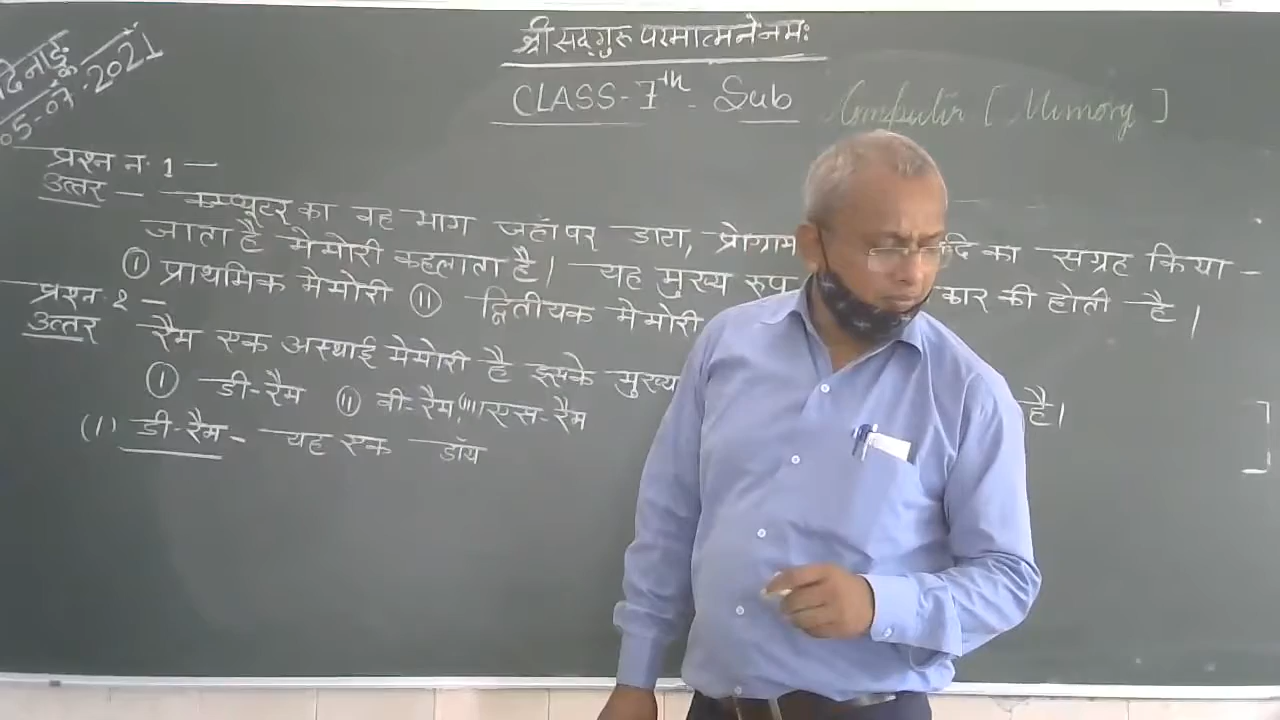 श्री सद्गुरु परमात्मने नमः
दिनाङ्कः
05-07-2021
CLASS-7th - Sub Computer [Memory]
प्रश्न न. 1 —
उत्तर — कम्प्यूटर का वह भाग जहाँ पर डाटा, प्रोग्राम का संग्रह किया —
जाता है मेमोरी कहलाता है। यह मुख्य रूप की होती है।
(i) प्राथमिक मेमोरी (ii) द्वितीयक मेमोरी
प्रश्न. 2 —
उत्तर रैम एक अस्थाई मेमोरी है इसके मुख्य है।
(i) डी-रैम (ii) वी-रैम, (iii) एस-रैम
(i) डी-रैम - यह एक डॉय